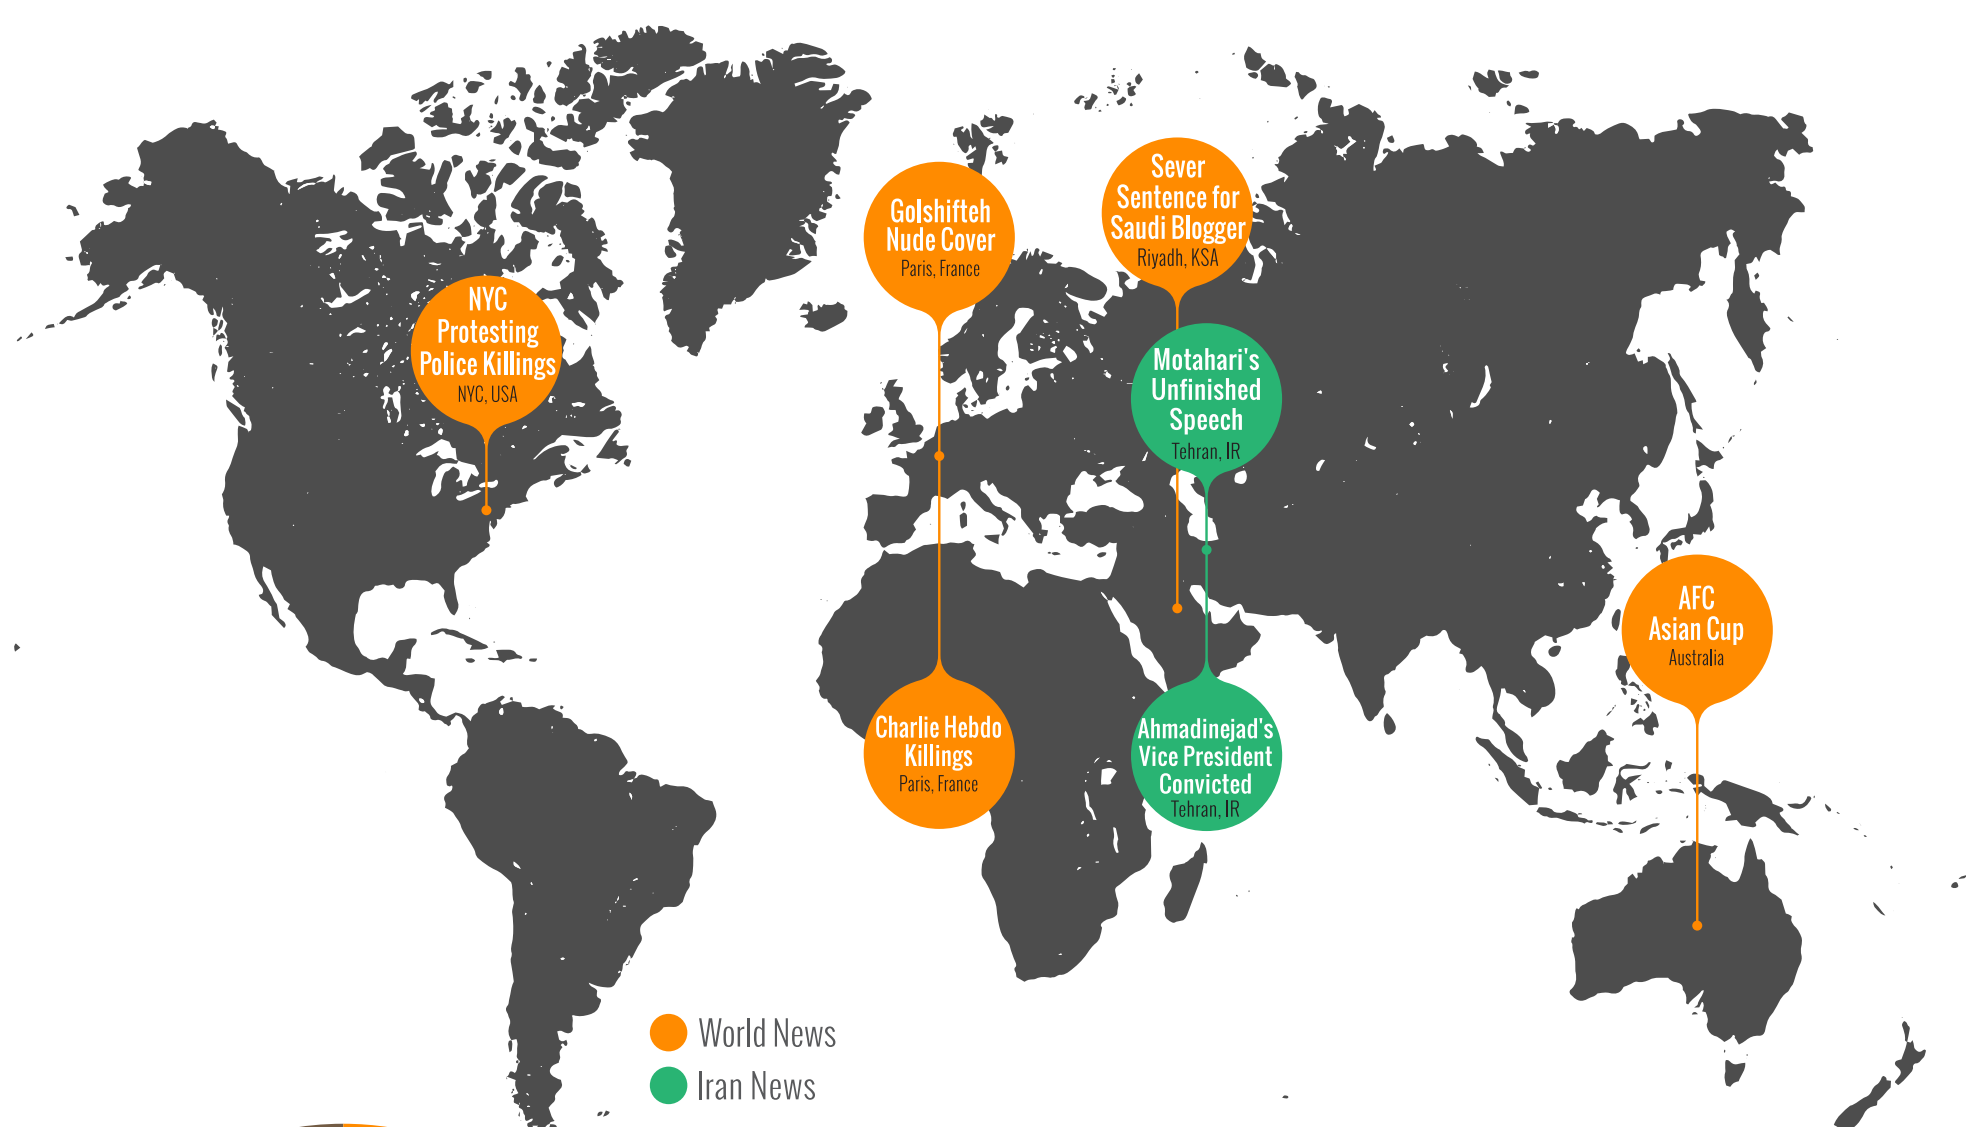 Sever
Sentence for
Saudi Blogger
Riyadh, KSA
Golshifteh
Nude Cover
Paris, France
NYC
Protesting
Police Killings
NYC, USA
Motahari's
Unfinished
Speech
Tehran, IR
AFC
Asian Cup
Australia
Charlie Hebdo
Killings
Paris, France
Ahmadinejad's
Vice President
Convicted
Tehran, IR
World News
Iran News